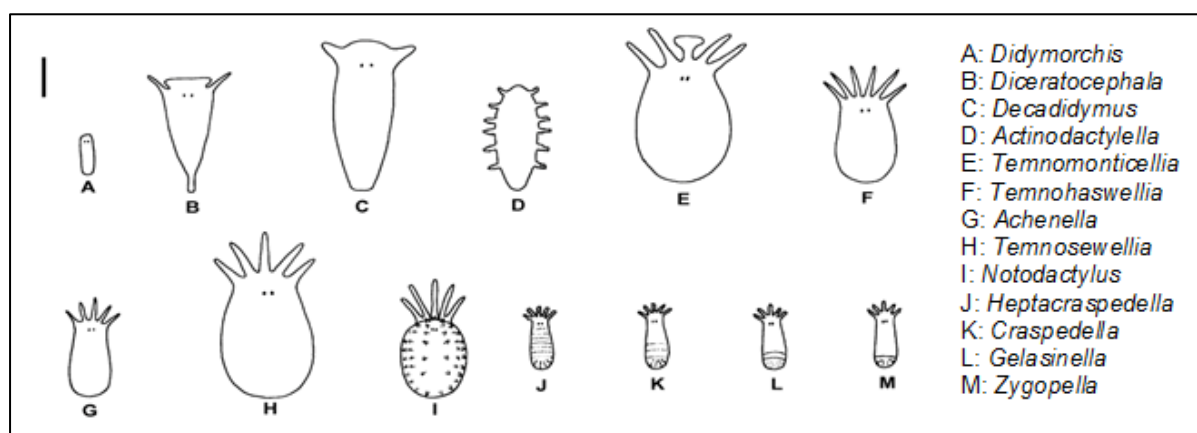 A
B
C
D
E
F
G
H
I
J
K
L
M
A: Didymorchis
B: Diceratocephala
C: Decadidymus
D: Actinodactylella
E: Temnomonticellia
F: Temnohaswellia
G: Achenella
H: Temnosewellia
I: Notodactylus
J: Heptacraspedella
K: Craspedella
L: Gelasinella
M: Zygopella